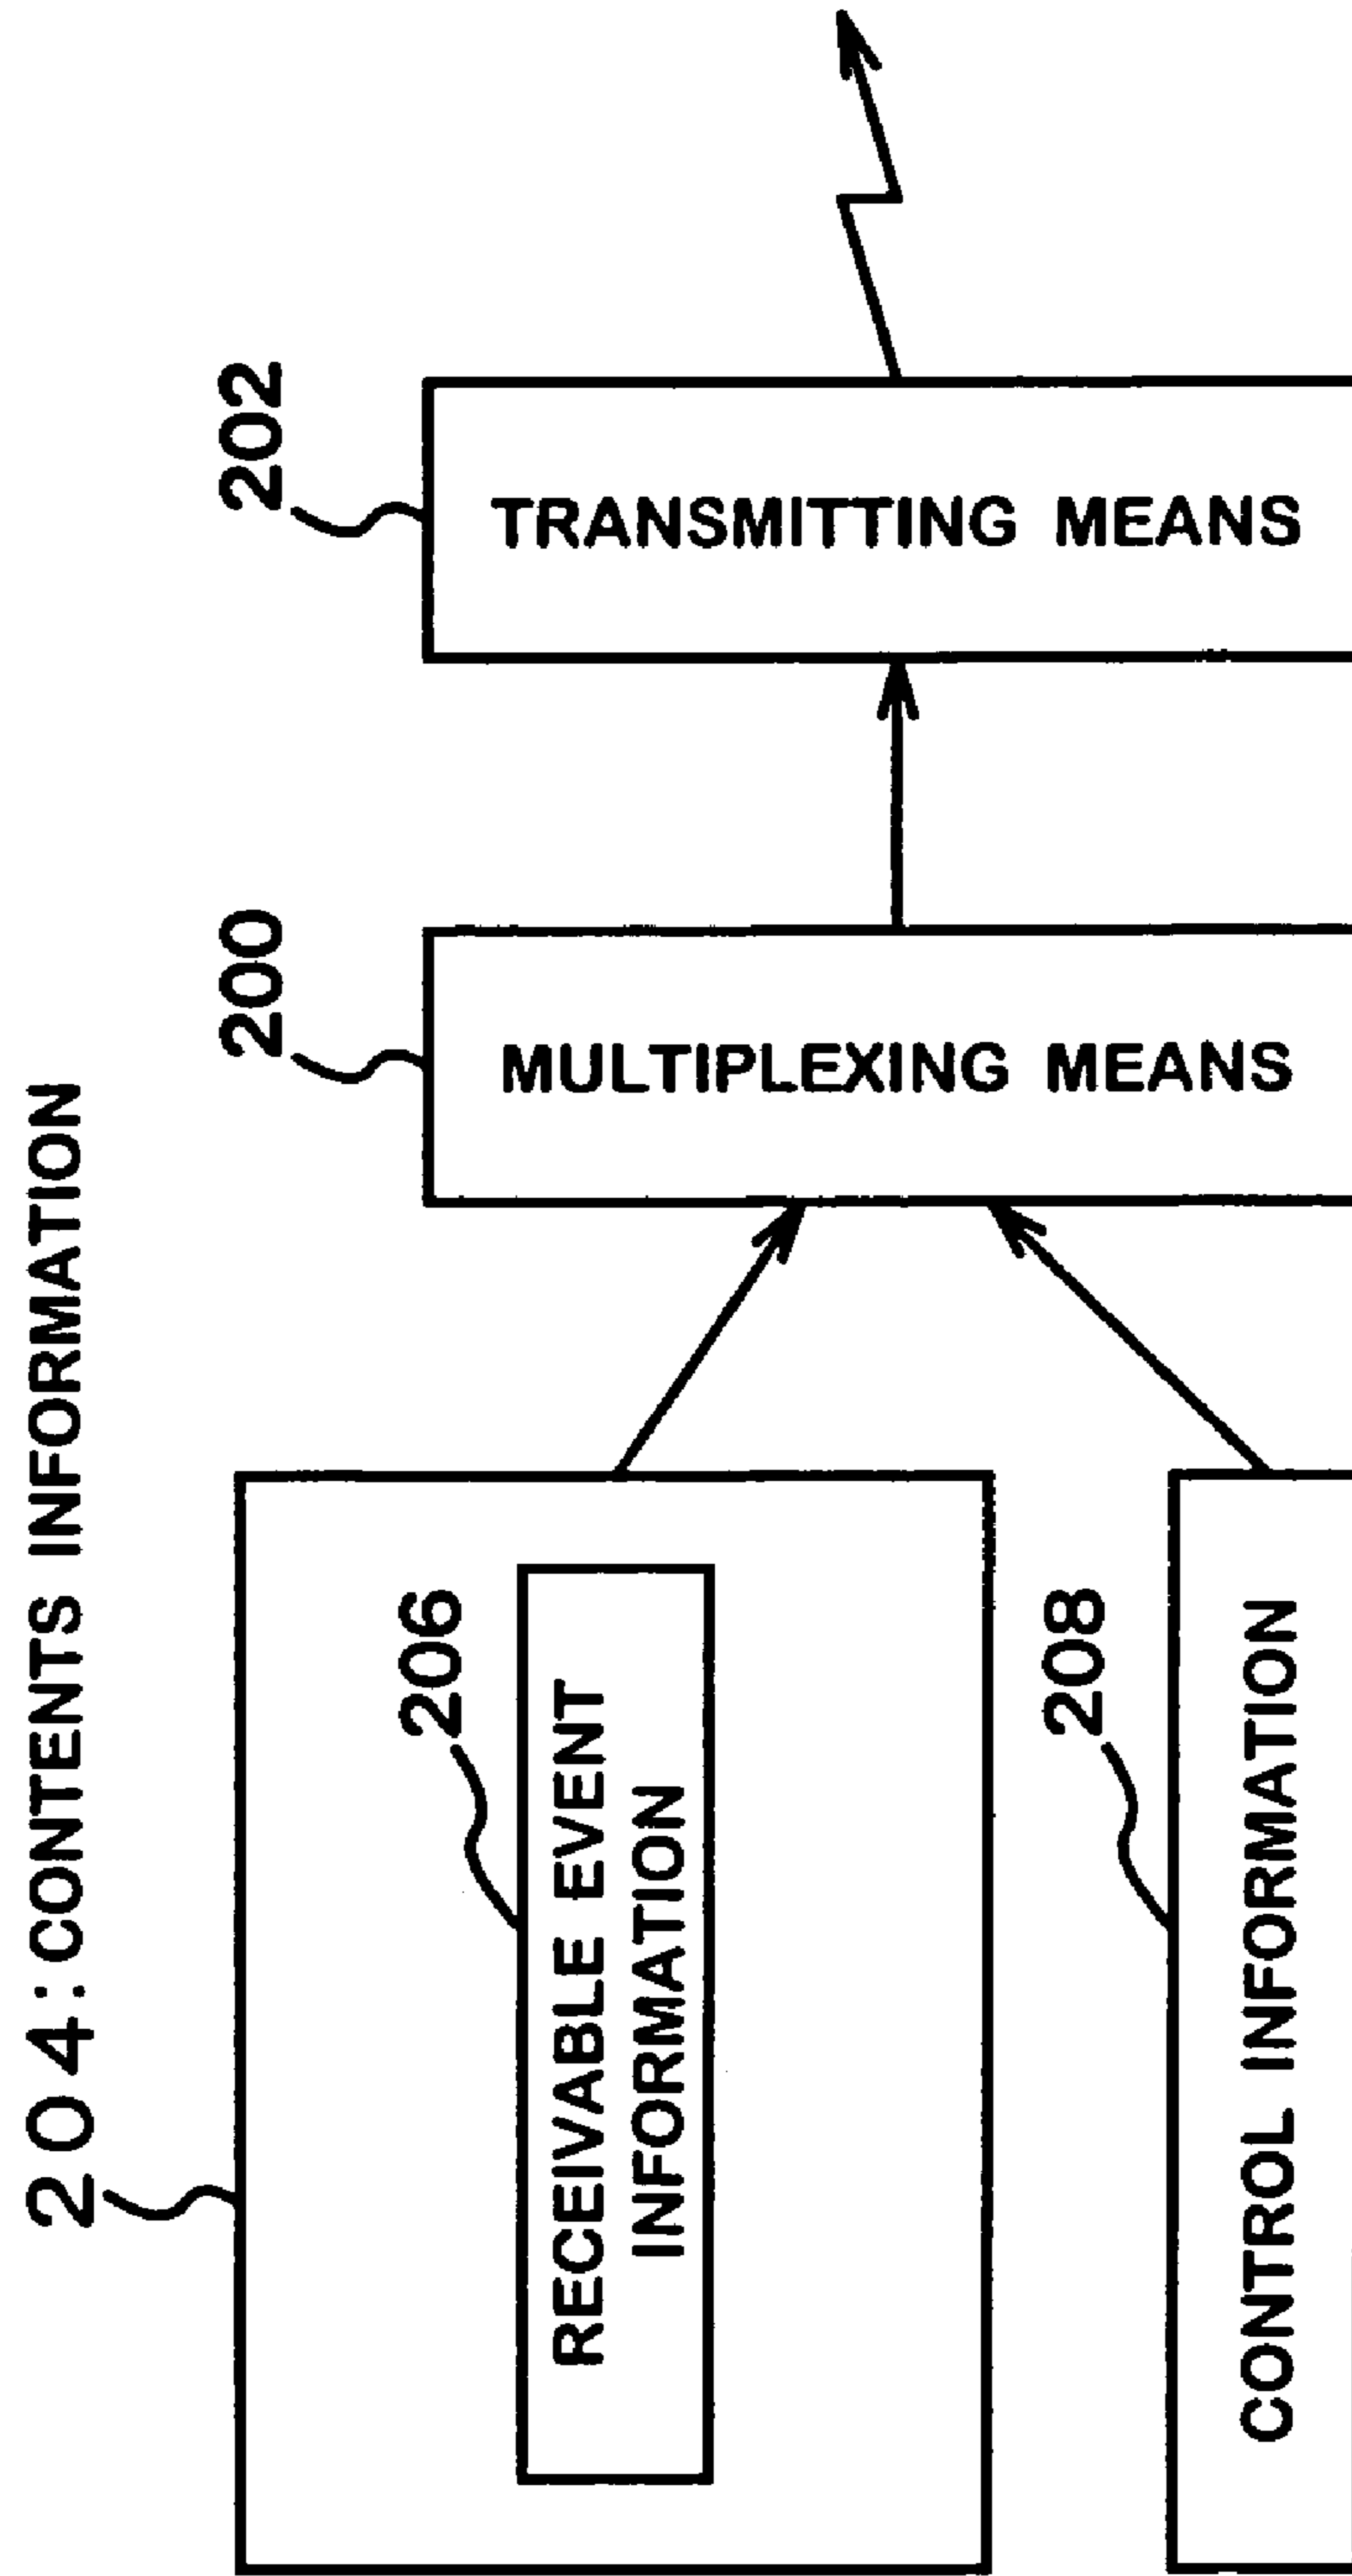 204:CONTENTS INFORMATION
206
RECEIVABLE EVENT
INFORMATION
208
CONTROL INFORMATION
200
MULTIPLEXING MEANS
202
TRANSMITTING MEANS